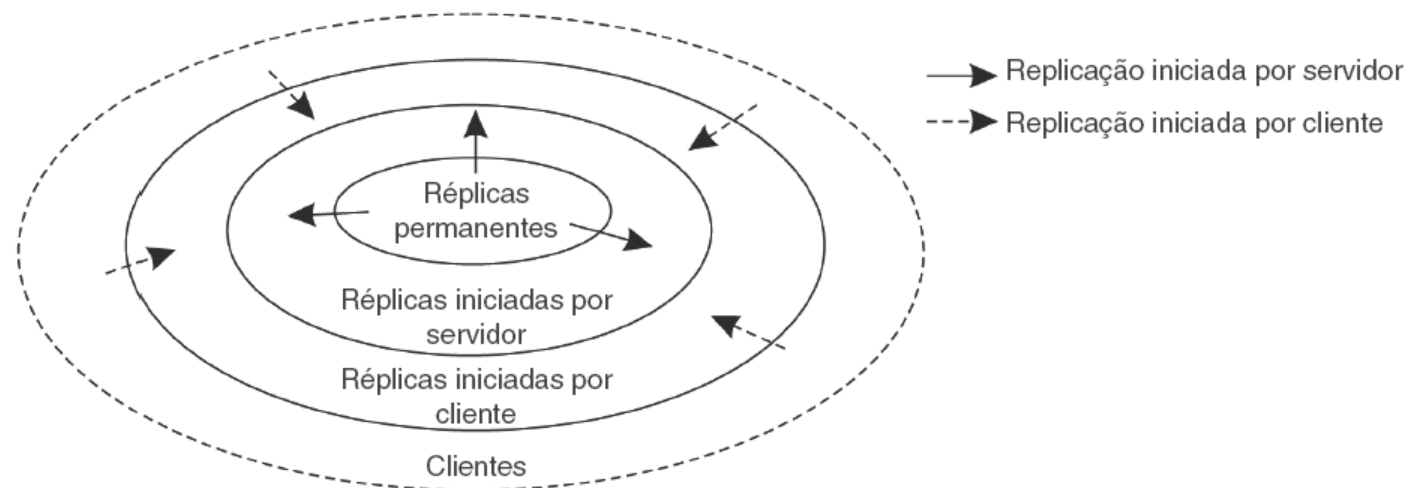 Replicação iniciada por servidor
Replicação iniciada por cliente
Réplicas
permanentes
Réplicas iniciadas por
servidor
Réplicas iniciadas por
cliente
Clientes